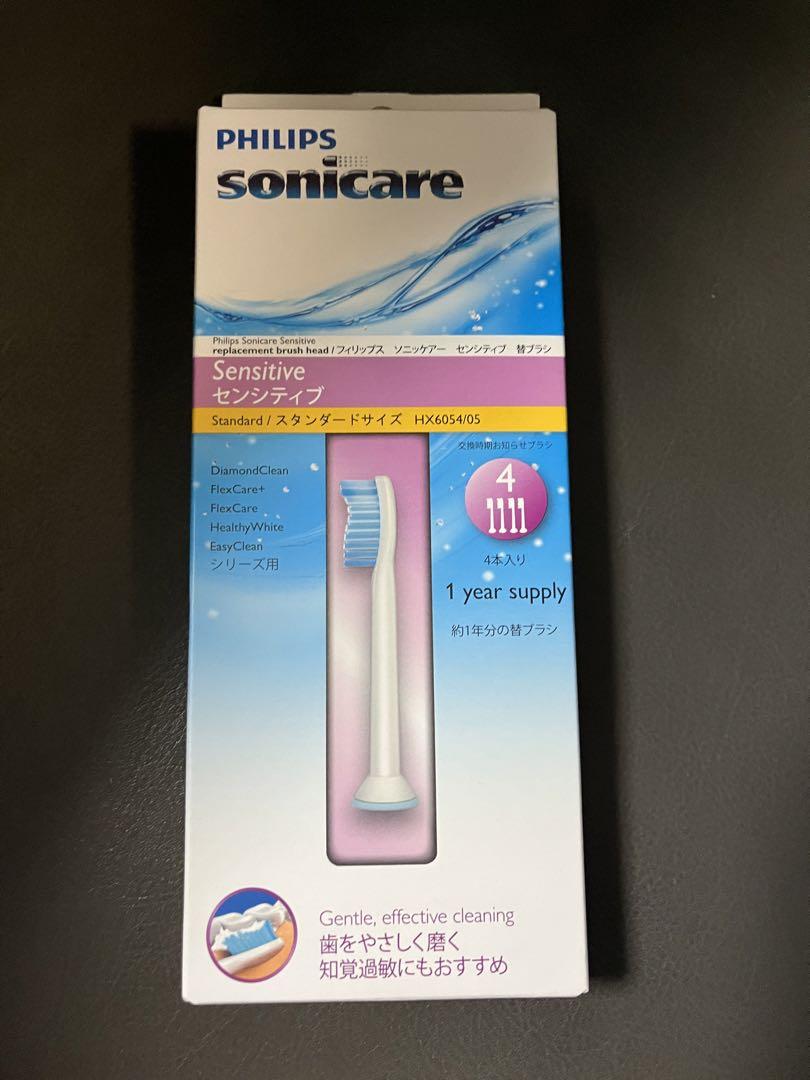 PHILIPS
sonicare
Philips Sonicare Sensitive
replacement brush head / フィリップス ソニッケアー センシティブ 替ブラシ
Sensitive
センシティブ
Standard / スタンダードサイズ HX6054/05
DiamondClean
FlexCare+
FlexCare
HealthyWhite
EasyClean
シリーズ用
交換時期お知らせブラシ
4
4本入り
1 year supply
約1年分の替ブラシ
Gentle, effective cleaning
歯をやさしく磨く
知覚過敏にもおすすめ